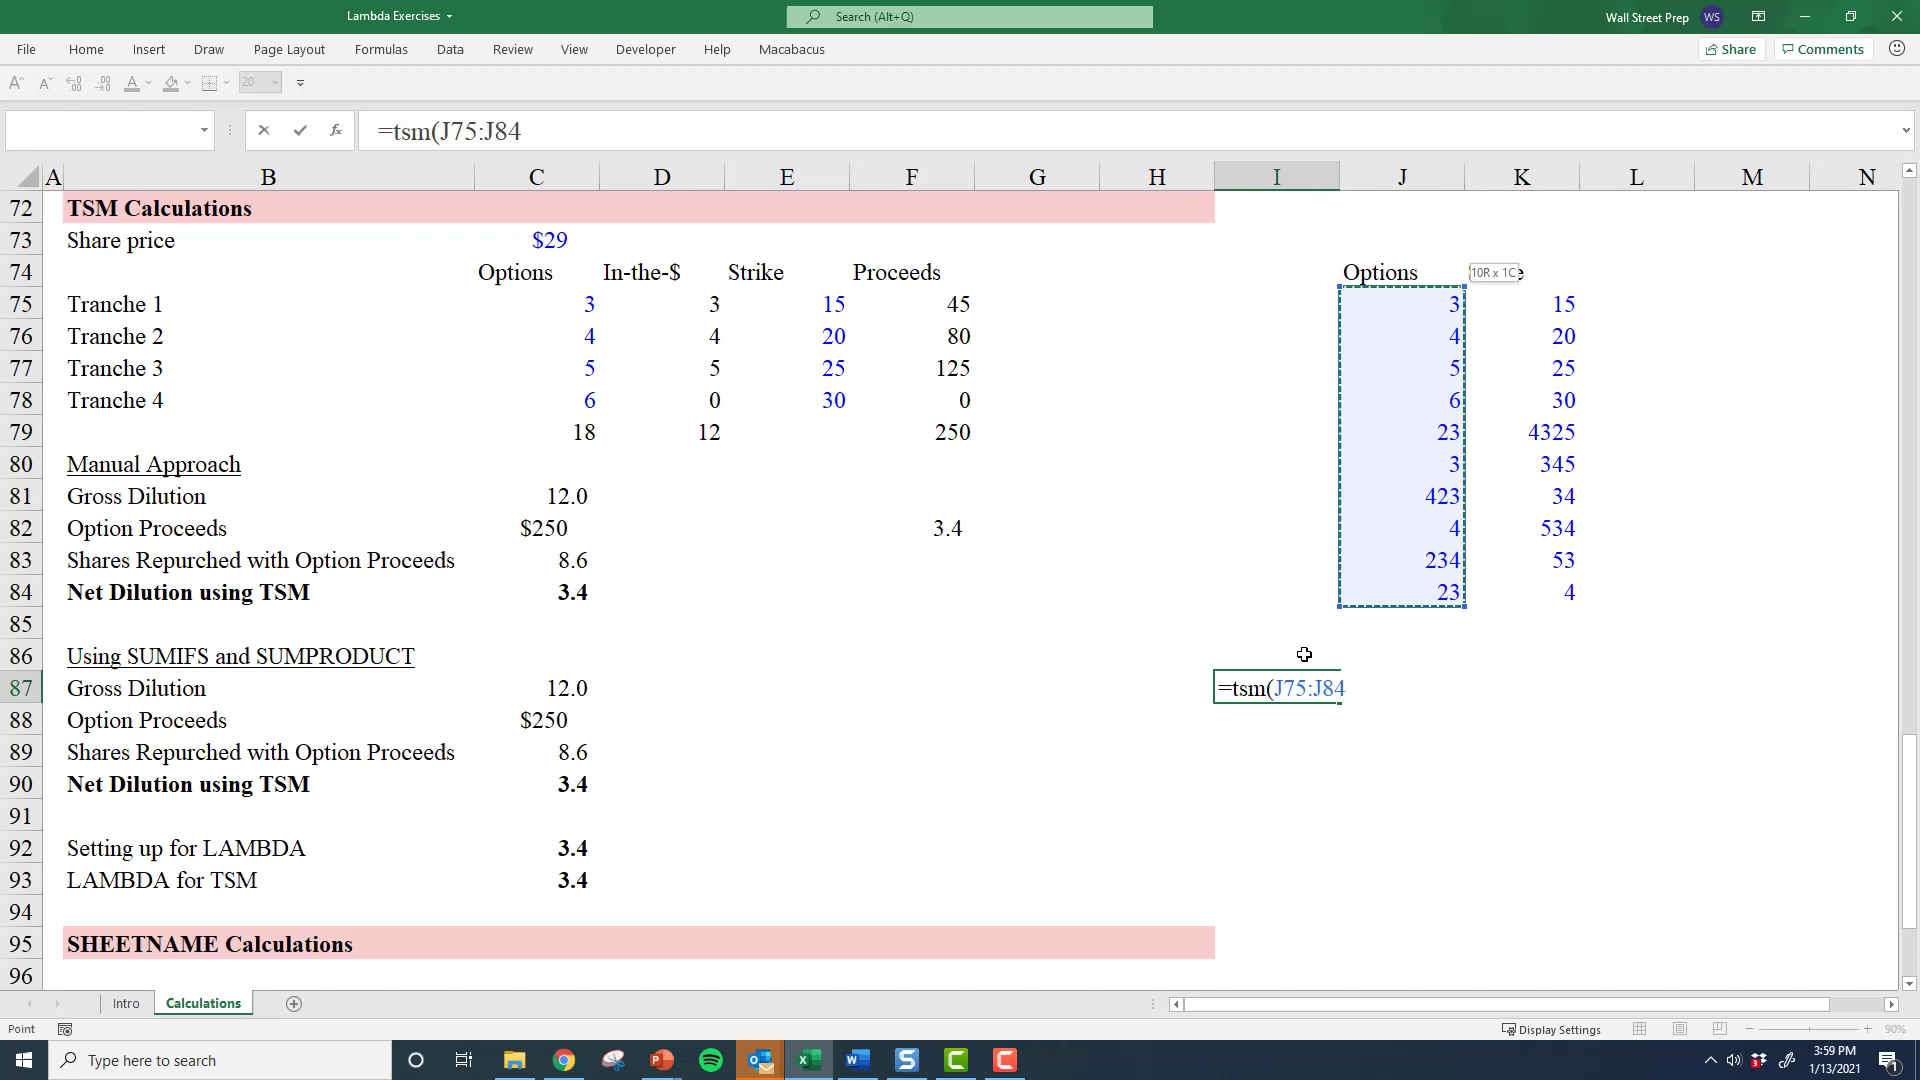 Lambda Exercises
Search (Alt+Q)
Wall Street Prep WS
File Home Insert Draw Page Layout Formulas Data Review View Developer Help Macabacus Share Comments
20
fx =tsm(J75:J84
A B C D E F G H I J K L M N
72 TSM Calculations
73 Share price $29
74 Options In-the-$ Strike Proceeds Options 10R x 1C
75 Tranche 1 3 3 15 45 3 15
76 Tranche 2 4 4 20 80 4 20
77 Tranche 3 5 5 25 125 5 25
78 Tranche 4 6 0 30 0 6 30
79 18 12 250 23 4325
80 Manual Approach 3 345
81 Gross Dilution 12.0 423 34
82 Option Proceeds $250 3.4 4 534
83 Shares Repurched with Option Proceeds 8.6 234 53
84 Net Dilution using TSM 3.4 23 4
85
86 Using SUMIFS and SUMPRODUCT
87 Gross Dilution 12.0 =tsm(J75:J84
88 Option Proceeds $250
89 Shares Repurched with Option Proceeds 8.6
90 Net Dilution using TSM 3.4
91
92 Setting up for LAMBDA 3.4
93 LAMBDA for TSM 3.4
94
95 SHEETNAME Calculations
96
Intro Calculations
Point Display Settings 90%
Type here to search
3:59 PM
1/13/2021